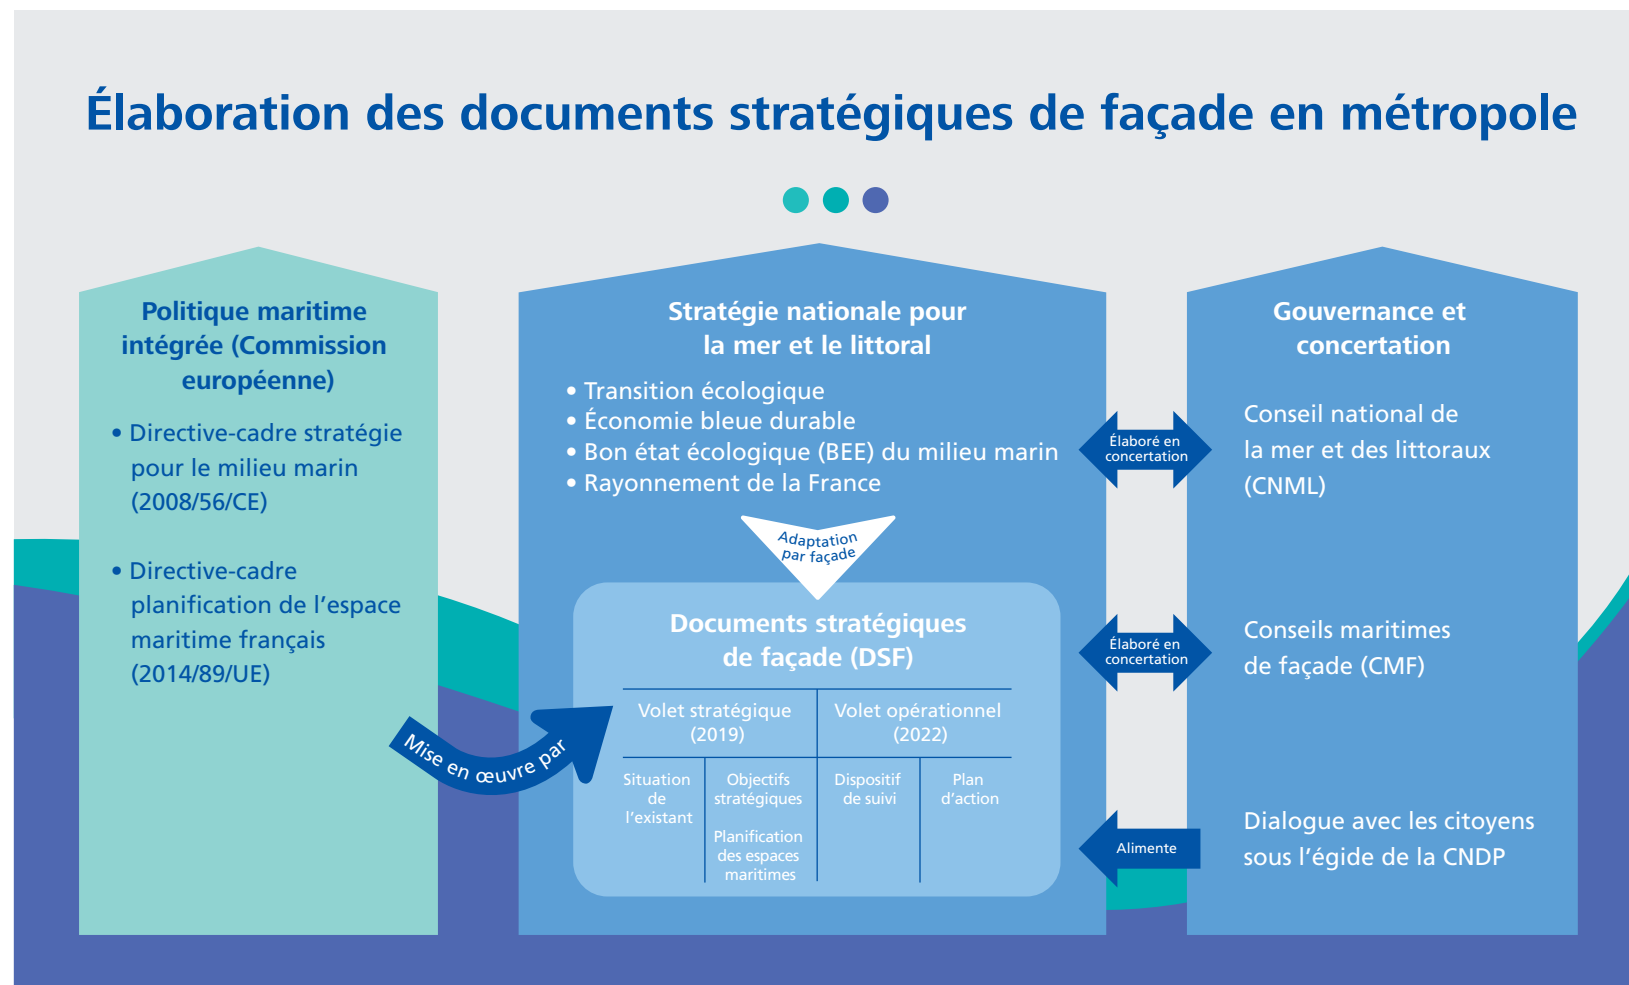 Élaboration des documents stratégiques de façade en métropole
Politique maritime
intégrée (Commission
européenne)
• Directive-cadre stratégie
pour le milieu marin
(2008/56/CE)
• Directive-cadre
planification de l’espace
maritime français
(2014/89/UE)
Mise en œuvre par
Stratégie nationale pour
la mer et le littoral
• Transition écologique
• Économie bleue durable
• Bon état écologique (BEE) du milieu marin
• Rayonnement de la France
Adaptation
par façade
Documents stratégiques
de façade (DSF)
Volet stratégique
(2019)
Volet opérationnel
(2022)
Situation
de
l’existant
Objectifs
stratégiques
Planification
des espaces
maritimes
Dispositif
de suivi
Plan
d’action
Élaboré en
concertation
Élaboré en
concertation
Alimente
Gouvernance et
concertation
Conseil national de
la mer et des littoraux
(CNML)
Conseils maritimes
de façade (CMF)
Dialogue avec les citoyens
sous l’égide de la CNDP